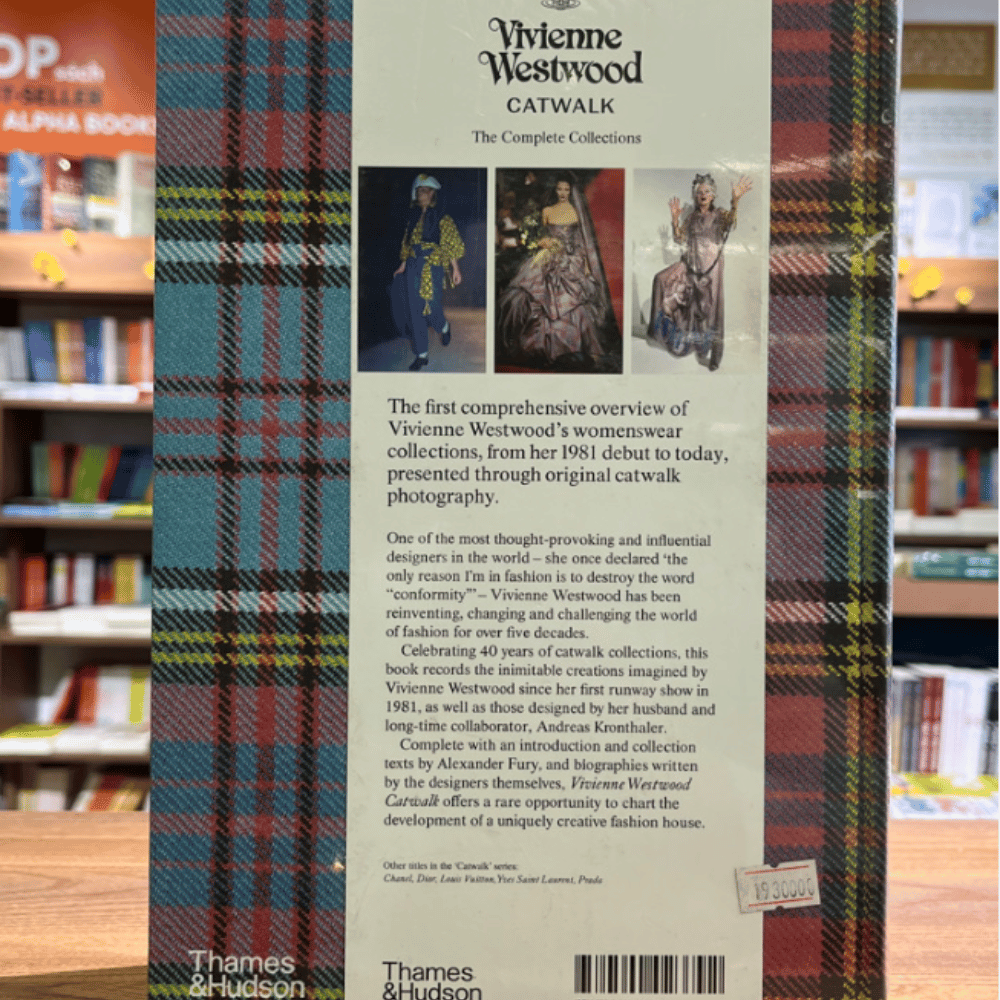 OP sách
T-SELLER
ALPHA BOOK
Vivienne
Westwood
CATWALK
The Complete Collections
The first comprehensive overview of
Vivienne Westwood's womenswear
collections, from her 1981 debut to today,
presented through original catwalk
photography.
One of the most thought-provoking and influential
designers in the world – she once declared 'the
only reason I'm in fashion is to destroy the word
"conformity"' – Vivienne Westwood has been
reinventing, changing and challenging the world
of fashion for over five decades.
Celebrating 40 years of catwalk collections, this
book records the inimitable creations imagined by
Vivienne Westwood since her first runway show in
1981, as well as those designed by her husband and
long-time collaborator, Andreas Kronthaler.
Complete with an introduction and collection
texts by Alexander Fury, and biographies written
by the designers themselves, Vivienne Westwood
Catwalk offers a rare opportunity to chart the
development of a uniquely creative fashion house.
Other titles in the 'Catwalk' series:
Chanel, Dior, Louis Vuitton, Yves Saint Laurent, Prada
1930000
Thames
&Hudson
Thames
&Hudson